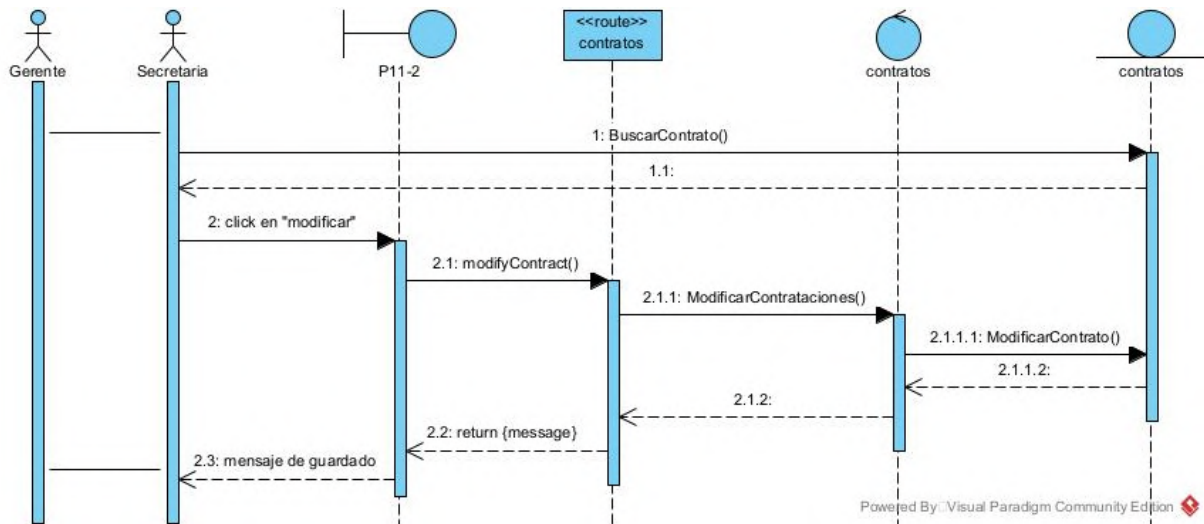 <<route>>
contratos
Gerente
Secretaria
P11-2
contratos
contratos
1: BuscarContrato()
1.1:
2: click en "modificar"
2.1: modifyContract()
2.1.1: ModificarContrataciones()
2.1.1.1: ModificarContrato()
2.1.1.2:
2.1.2:
2.2: return {message}
2.3: mensaje de guardado
Powered By Visual Paradigm Community Edition